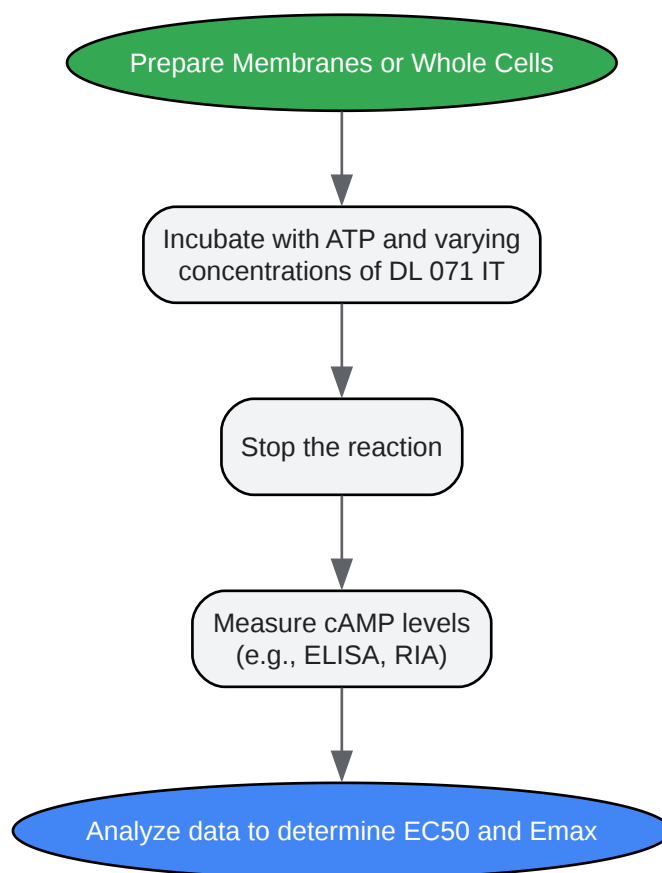 Prepare Membranes or Whole Cells
Incubate with ATP and varying
concentrations of DL 071 IT
Stop the reaction
Measure cAMP levels
(e.g., ELISA, RIA)
Analyze data to determine EC50 and Emax